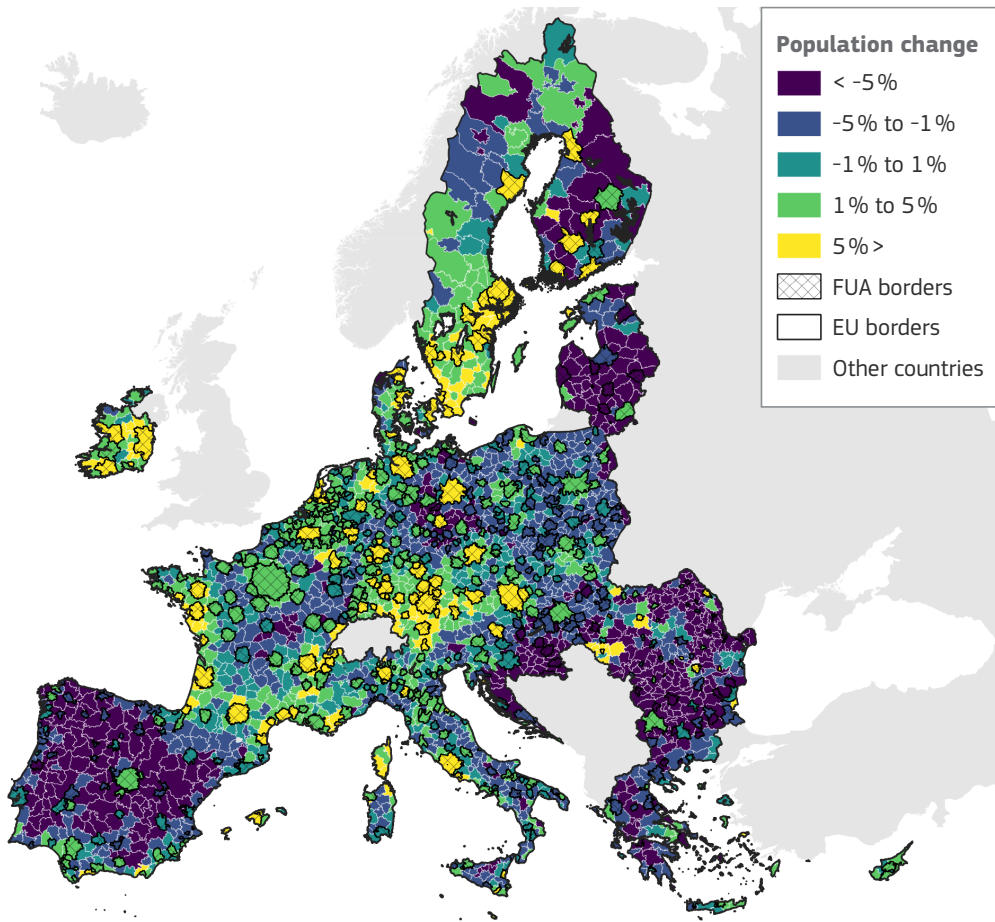 Population change
< -5%
-5% to -1%
-1% to 1%
1% to 5%
5%>
FUA borders
EU borders
Other countries